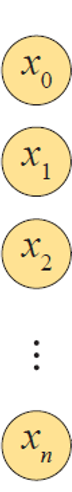 x₀
x₁
x₂
⋮
xₙ